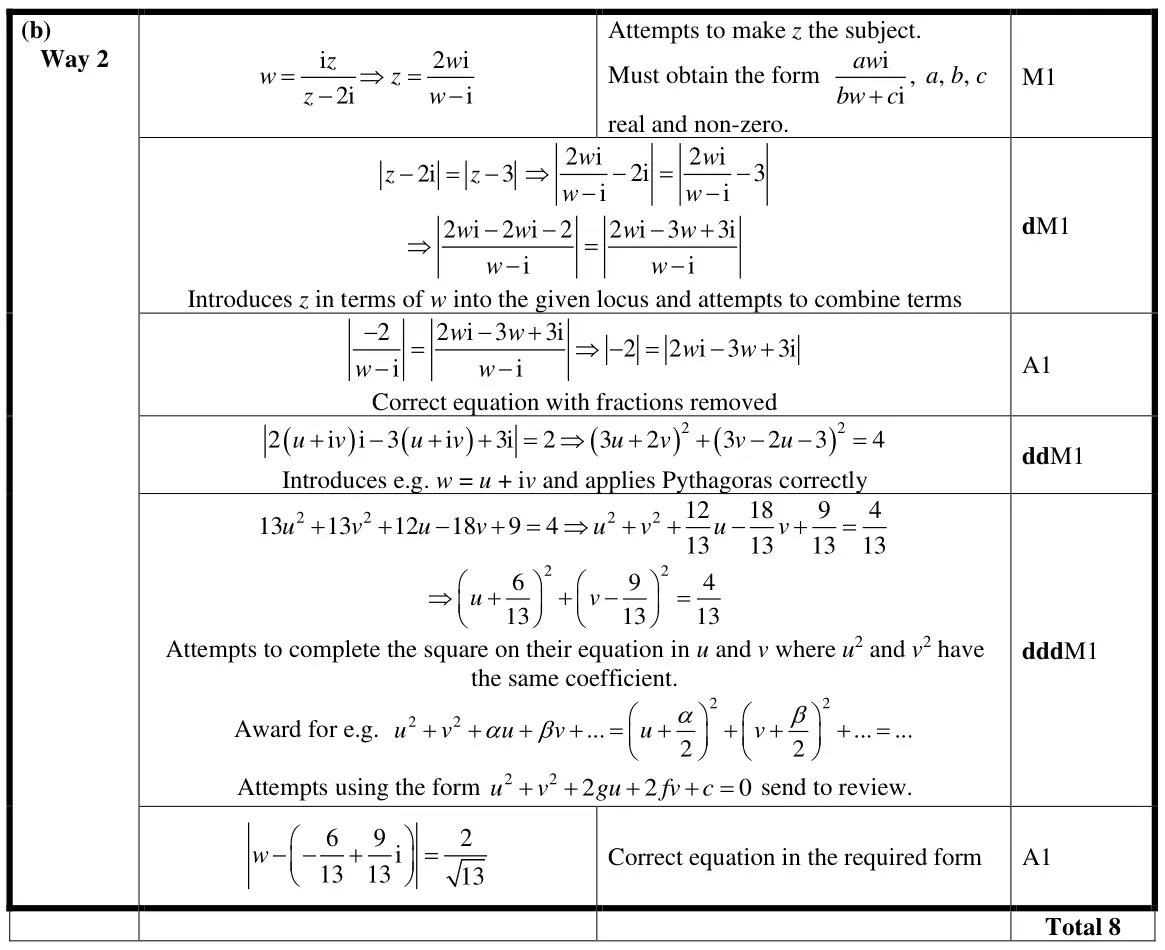 (b)
Way 2
w = iz/(z − 2i) ⇒ z = 2wi/(w − i)
Attempts to make z the subject.
Must obtain the form awi/(bw + ci), a, b, c
real and non-zero.
M1
|z − 2i| = |z − 3| ⇒ |2wi/(w − i) − 2i| = |2wi/(w − i) − 3|
⇒ |(2wi − 2wi − 2)/(w − i)| = |(2wi − 3w + 3i)/(w − i)|
Introduces z in terms of w into the given locus and attempts to combine terms
dM1
|−2/(w − i)| = |(2wi − 3w + 3i)/(w − i)| ⇒ |−2| = |2wi − 3w + 3i|
Correct equation with fractions removed
A1
|2(u + iv)i − 3(u + iv) + 3i| = 2 ⇒ (3u + 2v)² + (3v − 2u − 3)² = 4
Introduces e.g. w = u + iv and applies Pythagoras correctly
ddM1
13u² + 13v² + 12u − 18v + 9 = 4 ⇒ u² + v² + 12/13 u − 18/13 v + 9/13 = 4/13
⇒ (u + 6/13)² + (v − 9/13)² = 4/13
Attempts to complete the square on their equation in u and v where u² and v² have
the same coefficient.
Award for e.g. u² + v² + αu + βv + ... = (u + α/2)² + (v + β/2)² + ... = ...
Attempts using the form u² + v² + 2gu + 2fv + c = 0 send to review.
dddM1
|w − (−6/13 + 9/13 i)| = 2/√13
Correct equation in the required form
A1
Total 8